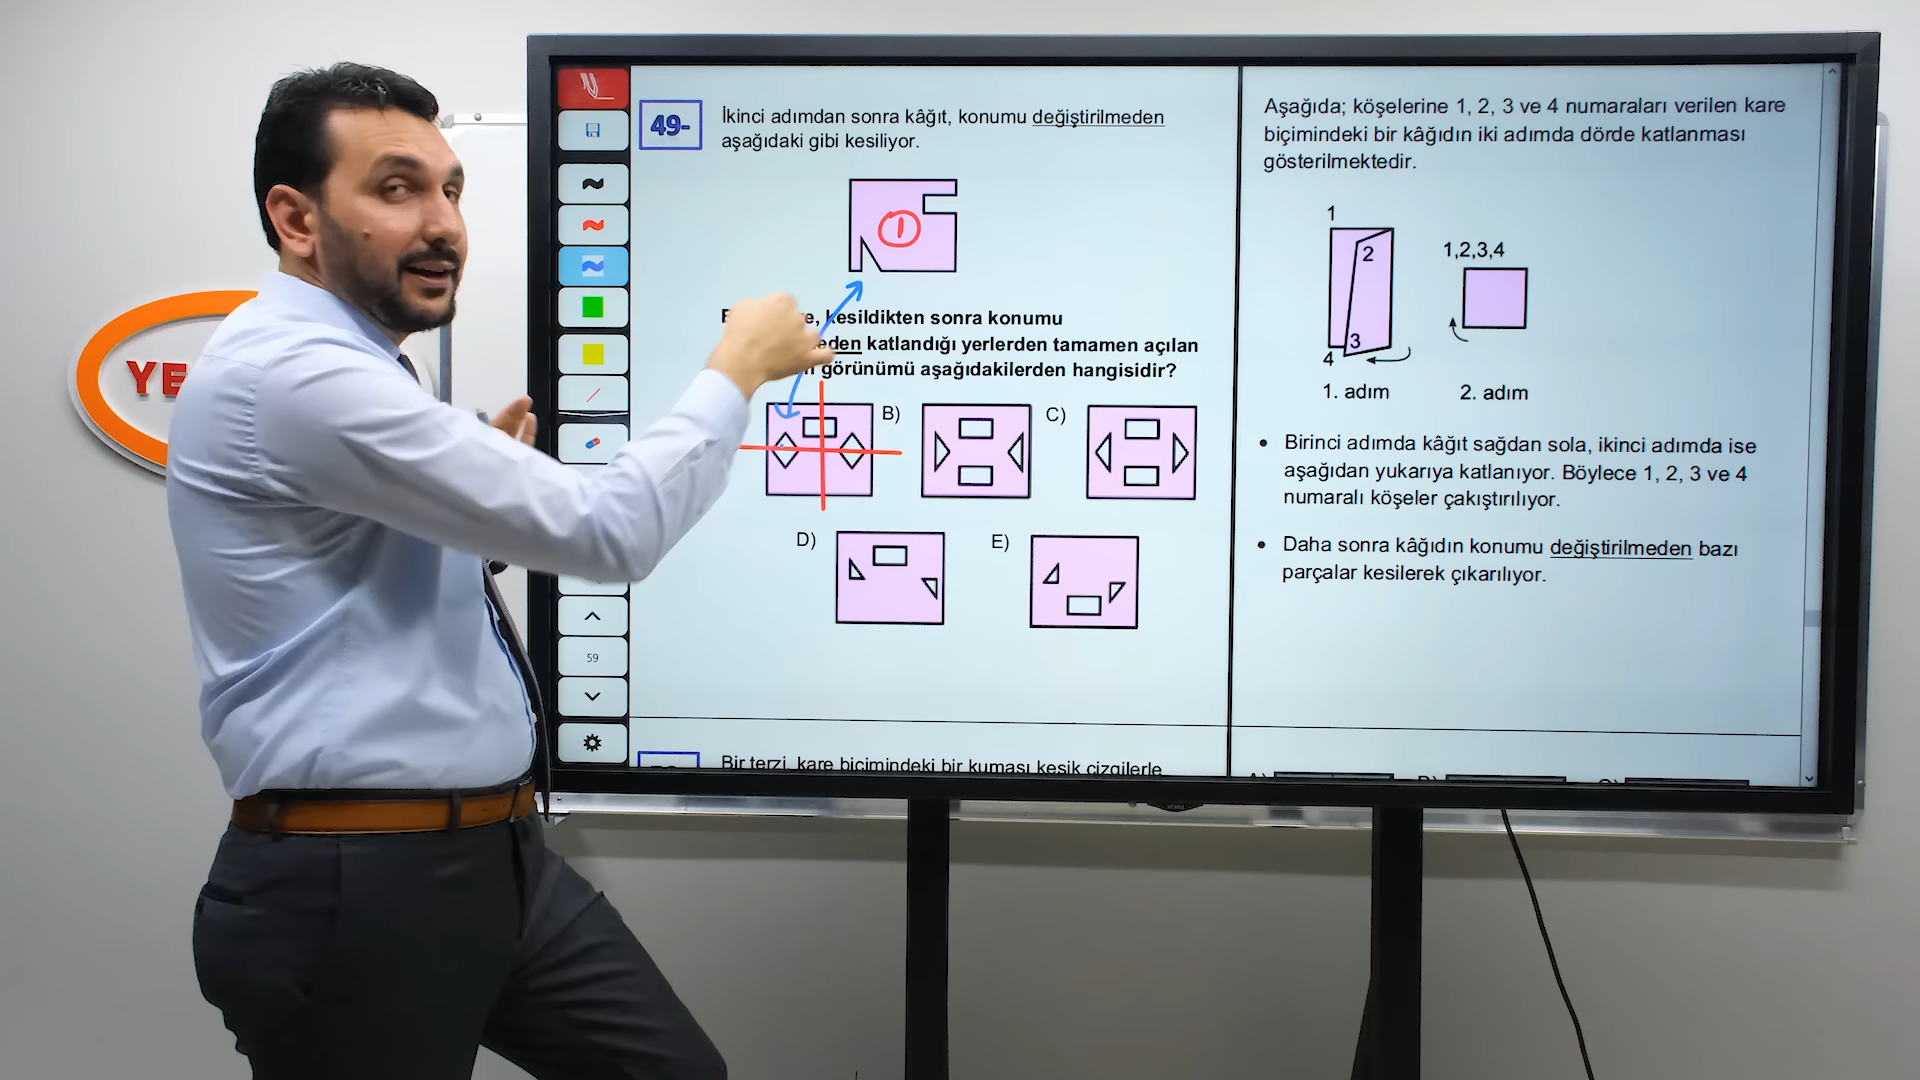 YE
49-
İkinci adımdan sonra kâğıt, konumu değiştirilmeden
aşağıdaki gibi kesiliyor.
1
kesildikten sonra konumu
katlandığı yerlerden tamamen açılan
görünümü aşağıdakilerden hangisidir?
B)
C)
D)
E)
59
Bir terzi, kare biçimindeki bir kumaşı kesik çizgilerle
Aşağıda; köşelerine 1, 2, 3 ve 4 numaraları verilen kare
biçimindeki bir kâğıdın iki adımda dörde katlanması
gösterilmektedir.
1
2
3
4
1. adım
1,2,3,4
2. adım
• Birinci adımda kâğıt sağdan sola, ikinci adımda ise
aşağıdan yukarıya katlanıyor. Böylece 1, 2, 3 ve 4
numaralı köşeler çakıştırılıyor.
• Daha sonra kâğıdın konumu değiştirilmeden bazı
parçalar kesilerek çıkarılıyor.